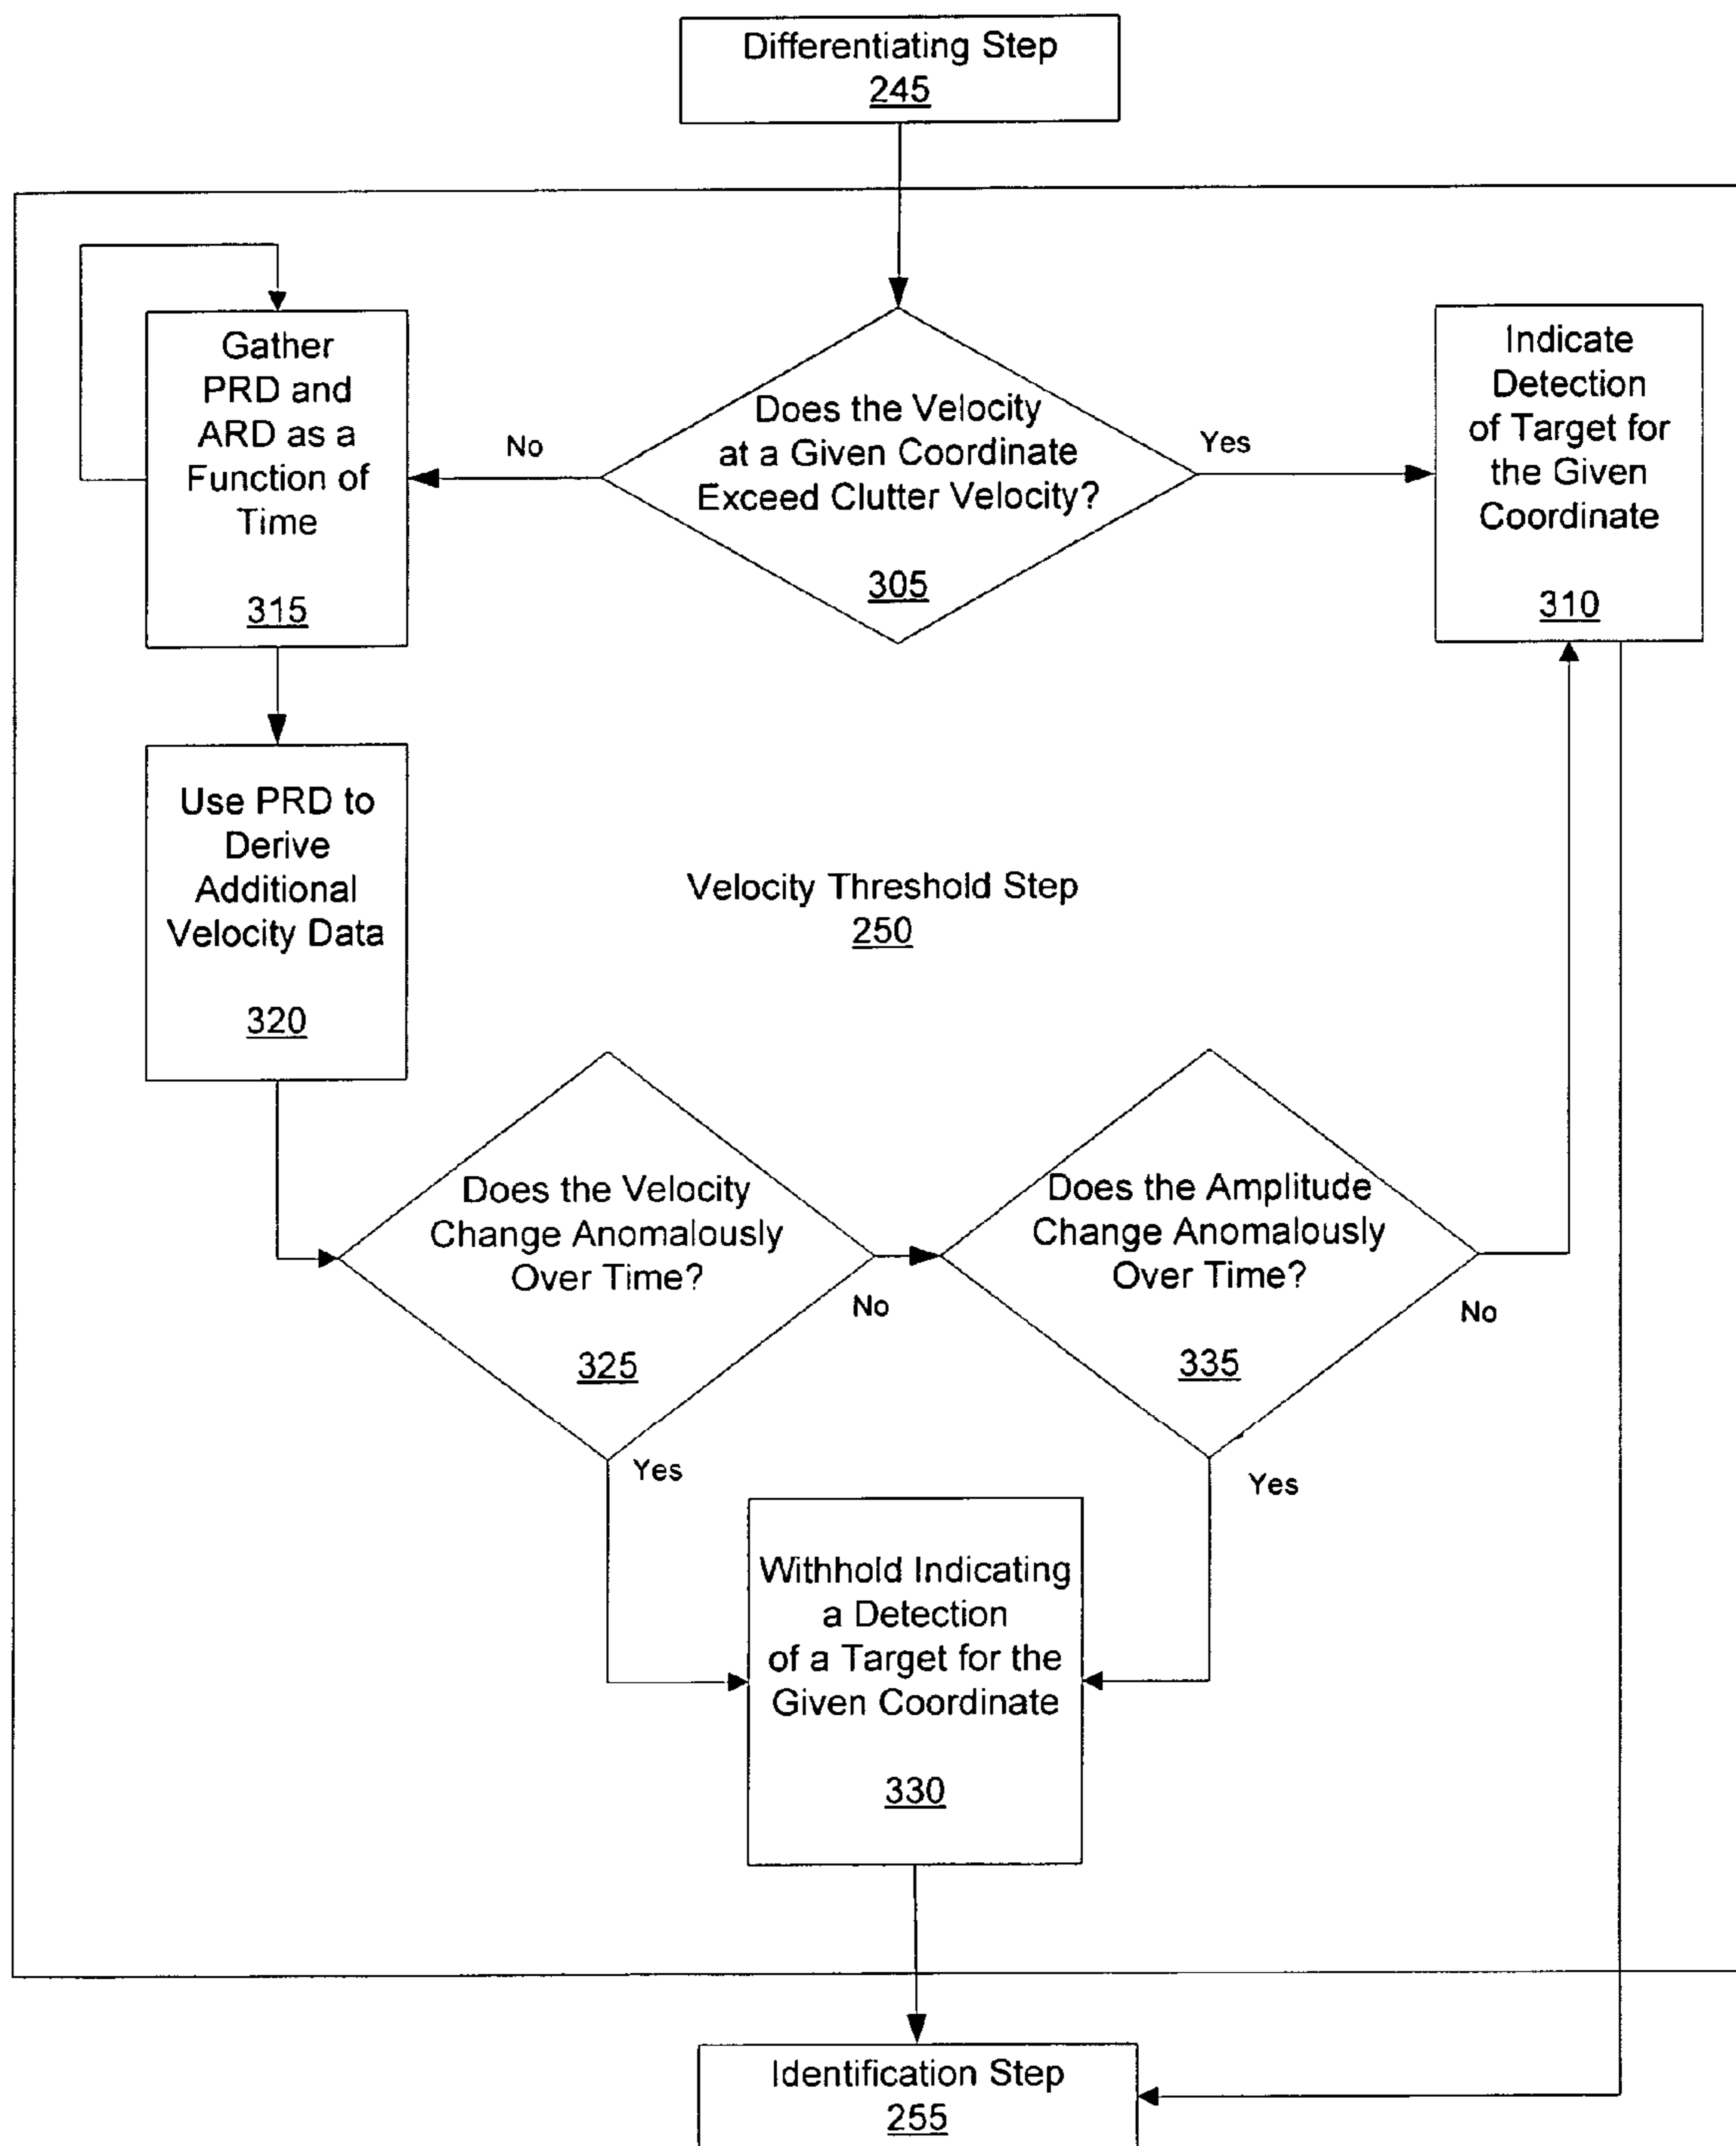 Differentiating Step
245
Gather
PRD and
ARD as a
Function of
Time
315
No
Does the Velocity
at a Given Coordinate
Exceed Clutter Velocity?
305
Yes
Indicate
Detection
of Target for
the Given
Coordinate
310
Use PRD to
Derive
Additional
Velocity Data
320
Velocity Threshold Step
250
Does the Velocity
Change Anomalously
Over Time?
325
No
Yes
Does the Amplitude
Change Anomalously
Over Time?
335
No
Yes
Withhold Indicating
a Detection
of a Target for the
Given Coordinate
330
Identification Step
255